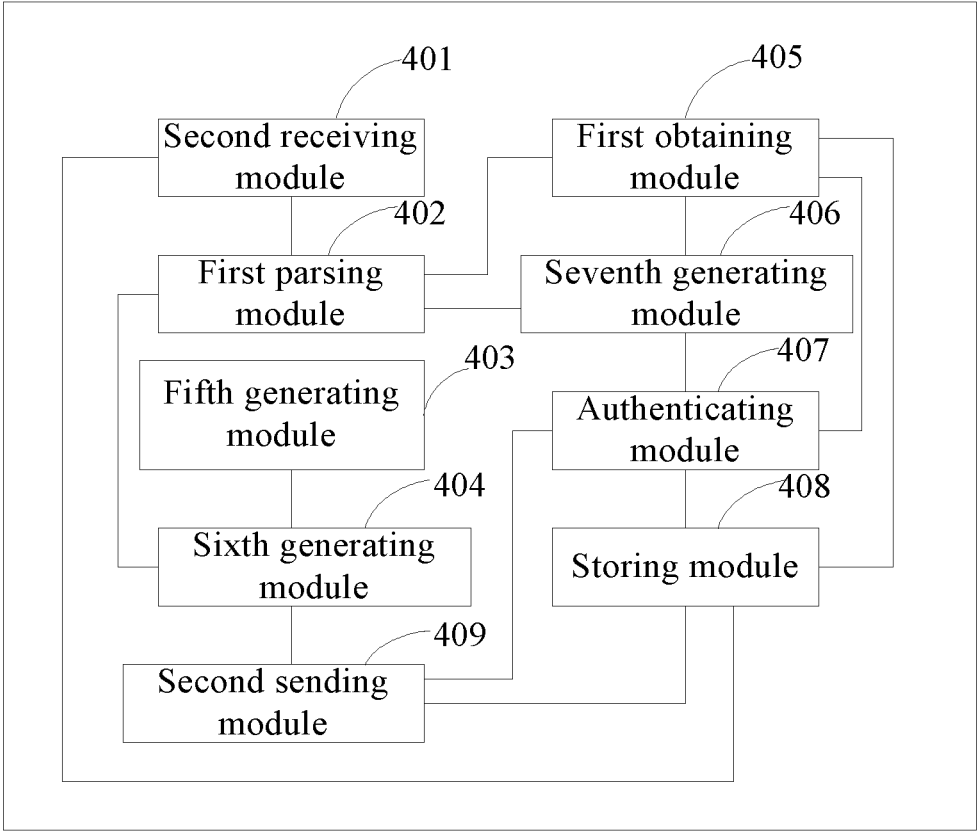 401
Second receiving
module
402
First parsing
module
403
Fifth generating
module
404
Sixth generating
module
409
Second sending
module
405
First obtaining
module
406
Seventh generating
module
407
Authenticating
module
408
Storing module